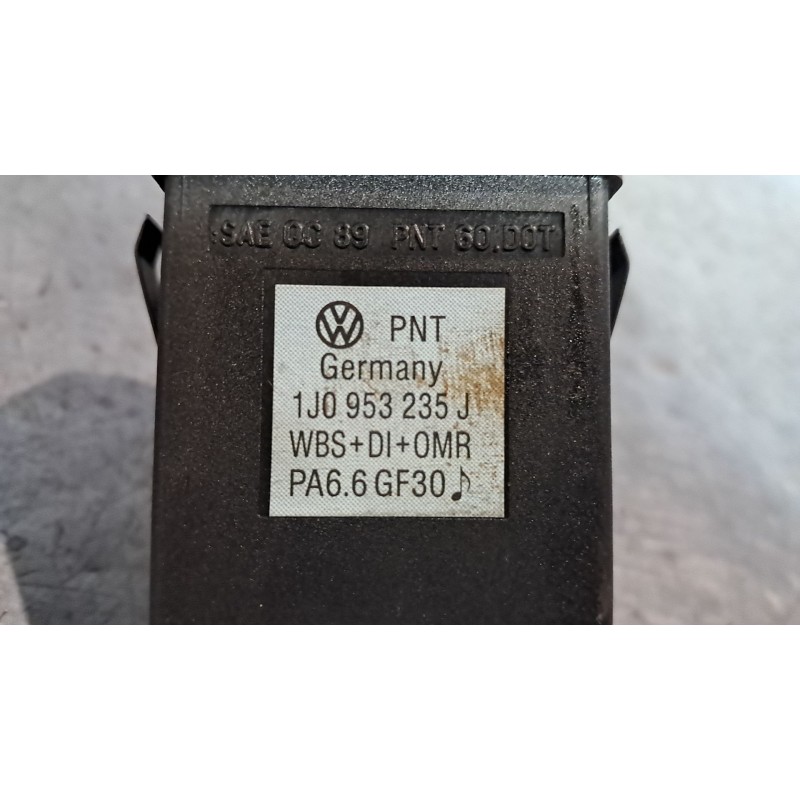 SAE GC 89 PNT 60.DOT
PNT
Germany
1J0 953 235 J
WBS+DI+OMR
PA6.6 GF30